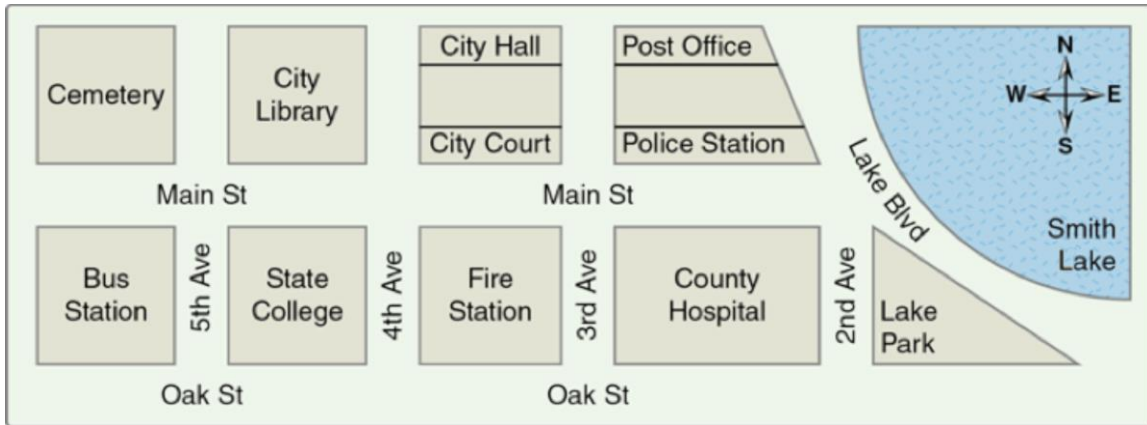 City Hall
Post Office
N
Cemetery
City
Library
W
E
City Court
Police Station
S
Main St
Main St
Lake Blvd
Smith
Lake
Bus
Station
5th Ave
State
College
4th Ave
Fire
Station
3rd Ave
County
Hospital
2nd Ave
Lake
Park
Oak St
Oak St